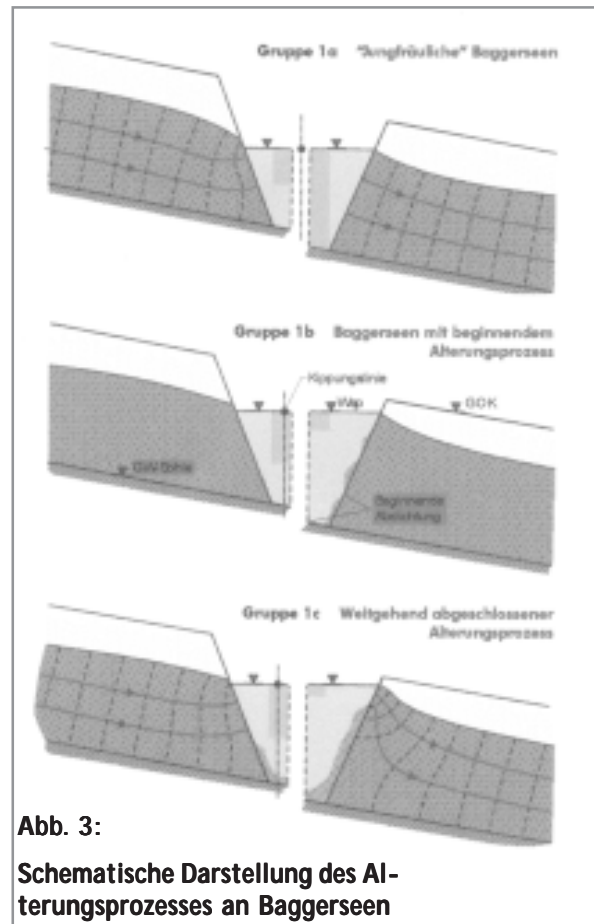 Gruppe 1a "Jungfräuliche" Baggerseen
Gruppe 1b Baggerseen mit beginnendem
Alterungsprozess
Kippungslinie
Wsp
GOK
GW-Sohle
Beginnende
Abdichtung
Gruppe 1c Weitgehend abgeschlossener
Alterungsprozess
Abb. 3:
Schematische Darstellung des Al-
terungsprozesses an Baggerseen